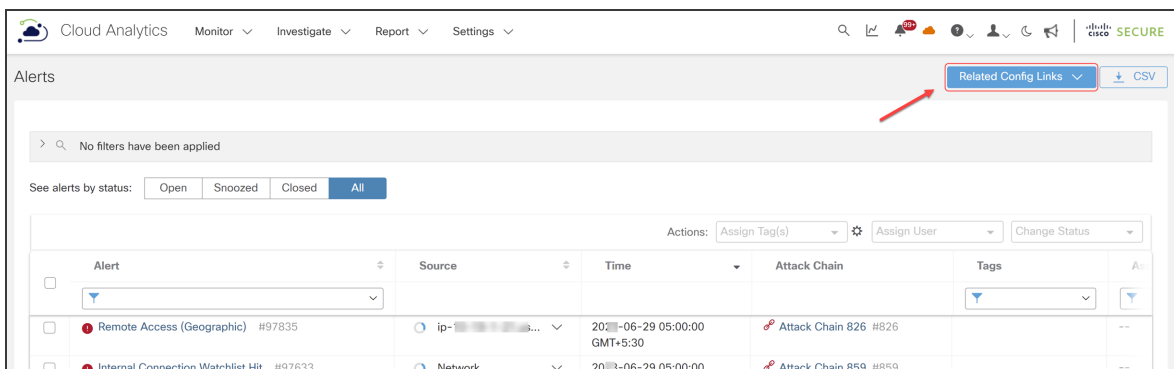 Cloud Analytics Monitor Investigate Report Settings 99+ cisco SECURE
Alerts Related Config Links CSV
No filters have been applied
See alerts by status: Open Snoozed Closed All
Actions: Assign Tag(s) Assign User Change Status
Alert Source Time Attack Chain Tags
Remote Access (Geographic) #97835 -06-29 05:00:00 Attack Chain 826 #826 --
GMT+5:30
Internal Connection Watchlist Hit #97633 Network -06-29 05:00:00 Attack Chain 859 #859 --